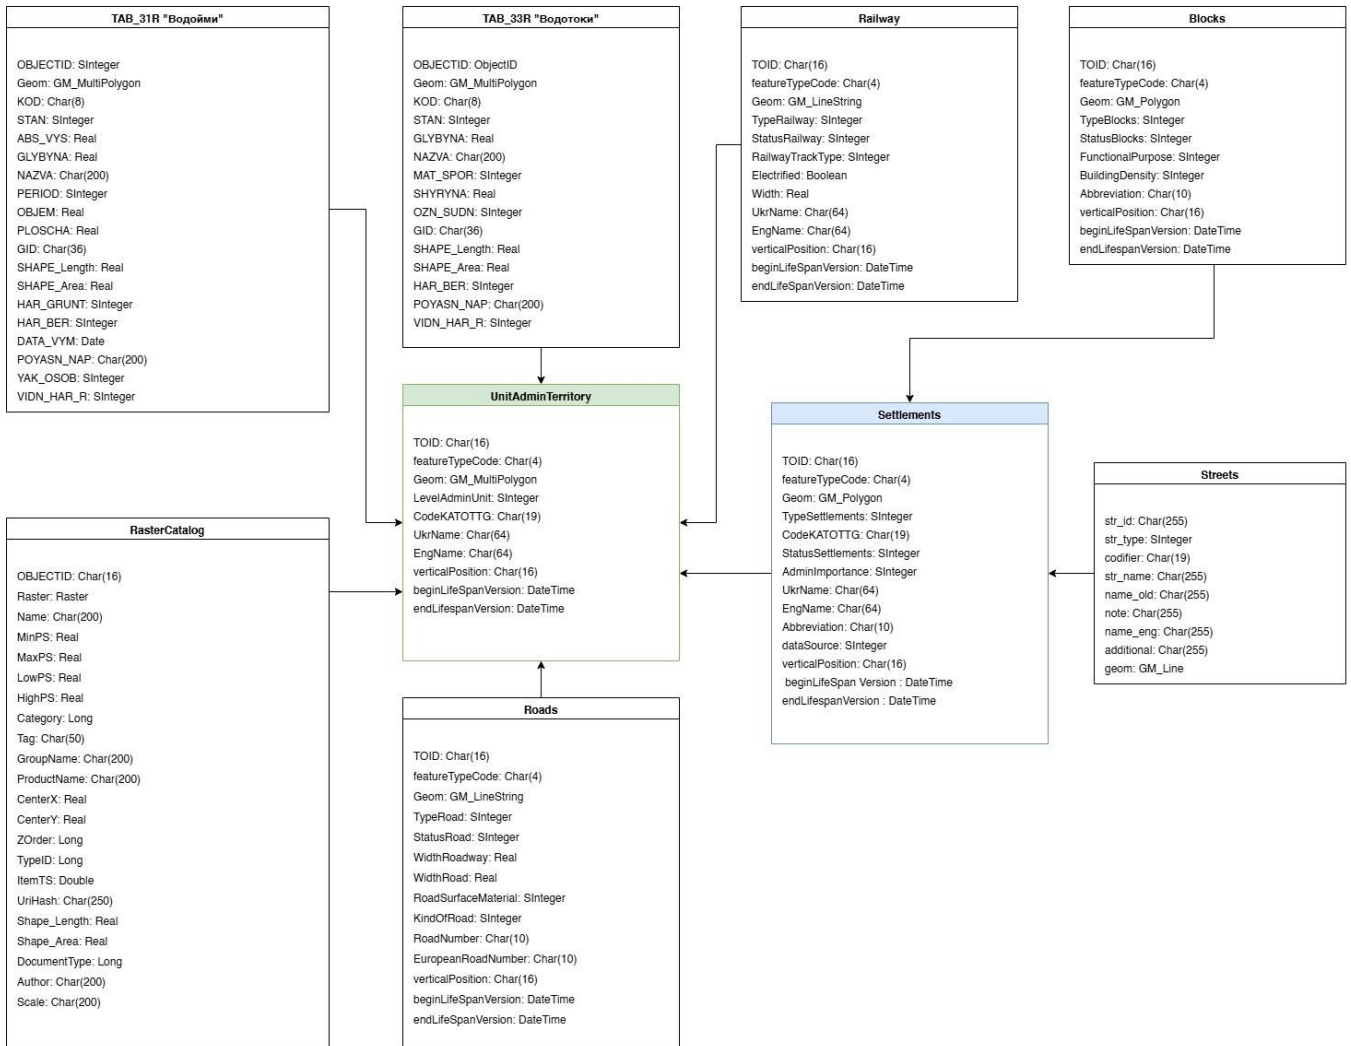 TAB_31R "Водойми"
OBJECTID: SInteger
Geom: GM_MultiPolygon
KOD: Char(8)
STAN: SInteger
ABS_VYS: Real
GLYBYNA: Real
NAZVA: Char(200)
PERIOD: SInteger
OBJEM: Real
PLOSCHA: Real
GID: Char(36)
SHAPE_Length: Real
SHAPE_Area: Real
HAR_GRUNT: SInteger
HAR_BER: SInteger
DATA_VYM: Date
POYASN_NAP: Char(200)
YAK_OSOB: SInteger
VIDN_HAR_R: SInteger
TAB_33R "Водотоки"
OBJECTID: ObjectID
Geom: GM_MultiPolygon
KOD: Char(8)
STAN: SInteger
GLYBYNA: Real
NAZVA: Char(200)
MAT_SPOR: SInteger
SHYRYNA: Real
OZN_SUDN: SInteger
GID: Char(36)
SHAPE_Length: Real
SHAPE_Area: Real
HAR_BER: SInteger
POYASN_NAP: Char(200)
VIDN_HAR_R: SInteger
Railway
TOID: Char(16)
featureTypeCode: Char(4)
Geom: GM_LineString
TypeRailway: SInteger
StatusRailway: SInteger
RailwayTrackType: SInteger
Electrified: Boolean
Width: Real
UkrName: Char(64)
EngName: Char(64)
verticalPosition: Char(16)
beginLifeSpanVersion: DateTime
endLifeSpanVersion: DateTime
Blocks
TOID: Char(16)
featureTypeCode: Char(4)
Geom: GM_Polygon
TypeBlocks: SInteger
StatusBlocks: SInteger
FunctionalPurpose: SInteger
BuildingDensity: SInteger
Abbreviation: Char(10)
verticalPosition: Char(16)
beginLifeSpanVersion: DateTime
endLifespanVersion: DateTime
UnitAdminTerritory
TOID: Char(16)
featureTypeCode: Char(4)
Geom: GM_MultiPolygon
LevelAdminUnit: SInteger
CodeKATOTTG: Char(19)
UkrName: Char(64)
EngName: Char(64)
verticalPosition: Char(16)
beginLifeSpanVersion: DateTime
endLifespanVersion: DateTime
Settlements
TOID: Char(16)
featureTypeCode: Char(4)
Geom: GM_Polygon
TypeSettlements: SInteger
CodeKATOTTG: Char(19)
StatusSettlements: SInteger
AdminImportance: SInteger
UkrName: Char(64)
EngName: Char(64)
Abbreviation: Char(10)
dataSource: SInteger
verticalPosition: Char(16)
beginLifeSpan Version : DateTime
endLifespanVersion : DateTime
Streets
str_id: Char(255)
str_type: SInteger
codifier: Char(19)
str_name: Char(255)
name_old: Char(255)
note: Char(255)
name_eng: Char(255)
additional: Char(255)
geom: GM_Line
RasterCatalog
OBJECTID: Char(16)
Raster: Raster
Name: Char(200)
MinPS: Real
MaxPS: Real
LowPS: Real
HighPS: Real
Category: Long
Tag: Char(50)
GroupName: Char(200)
ProductName: Char(200)
CenterX: Real
CenterY: Real
ZOrder: Long
TypeID: Long
ItemTS: Double
UriHash: Char(250)
Shape_Length: Real
Shape_Area: Real
DocumentType: Long
Author: Char(200)
Scale: Char(200)
Roads
TOID: Char(16)
featureTypeCode: Char(4)
Geom: GM_LineString
TypeRoad: SInteger
StatusRoad: SInteger
WidthRoadway: Real
WidthRoad: Real
RoadSurfaceMaterial: SInteger
KindOfRoad: SInteger
RoadNumber: Char(10)
EuropeanRoadNumber: Char(10)
verticalPosition: Char(16)
beginLifeSpanVersion: DateTime
endLifeSpanVersion: DateTime